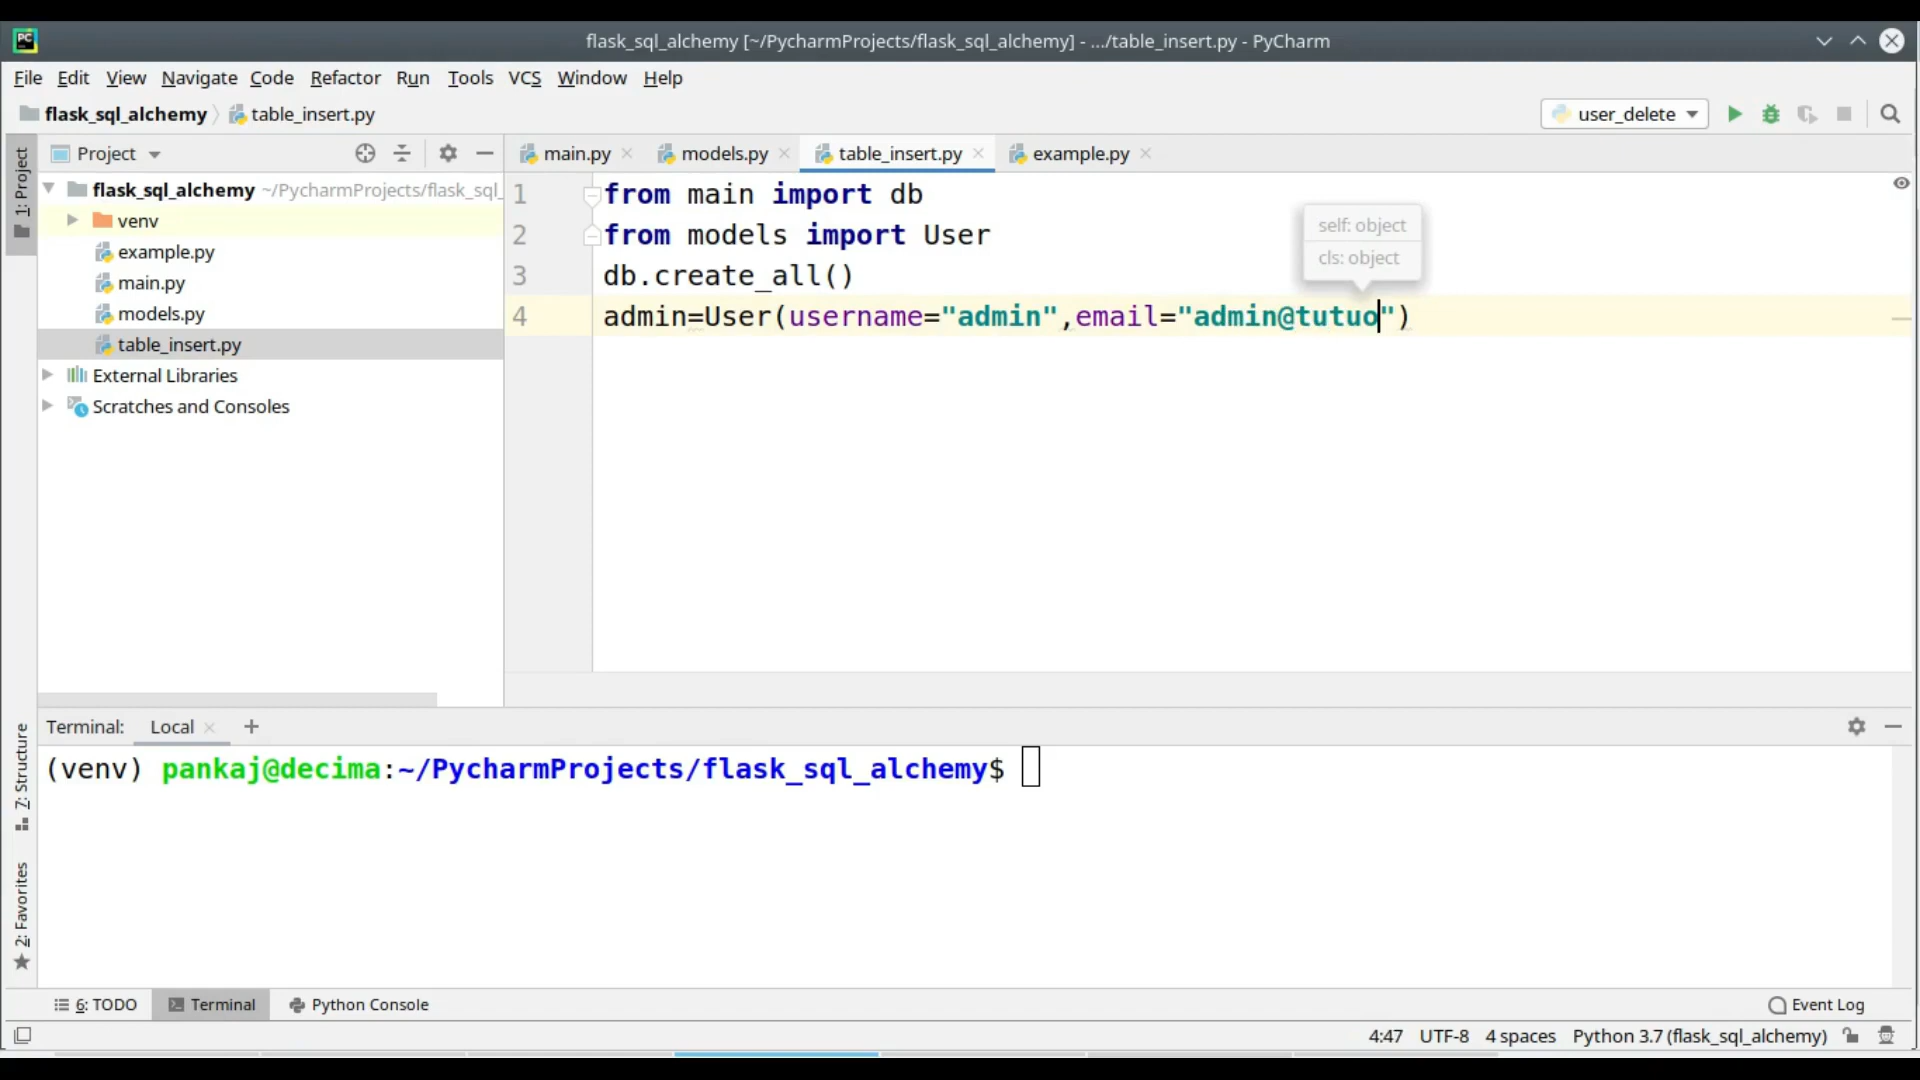 PC
flask_sql_alchemy [~/PycharmProjects/flask_sql_alchemy] - .../table_insert.py - PyCharm
File Edit View Navigate Code Refactor Run Tools VCS Window Help
flask_sql_alchemy table_insert.py
user_delete
1: Project
Project
main.py models.py table_insert.py example.py
flask_sql_alchemy ~/PycharmProjects/flask_sql_
venv
example.py
main.py
models.py
table_insert.py
External Libraries
Scratches and Consoles
1 from main import db
2 from models import User
3 db.create_all()
4 admin=User(username="admin",email="admin@tutuo")
self: object
cls: object
7: Structure
2: Favorites
Terminal: Local +
(venv) pankaj@decima:~/PycharmProjects/flask_sql_alchemy$
6: TODO Terminal Python Console Event Log
4:47 UTF-8 4 spaces Python 3.7 (flask_sql_alchemy)